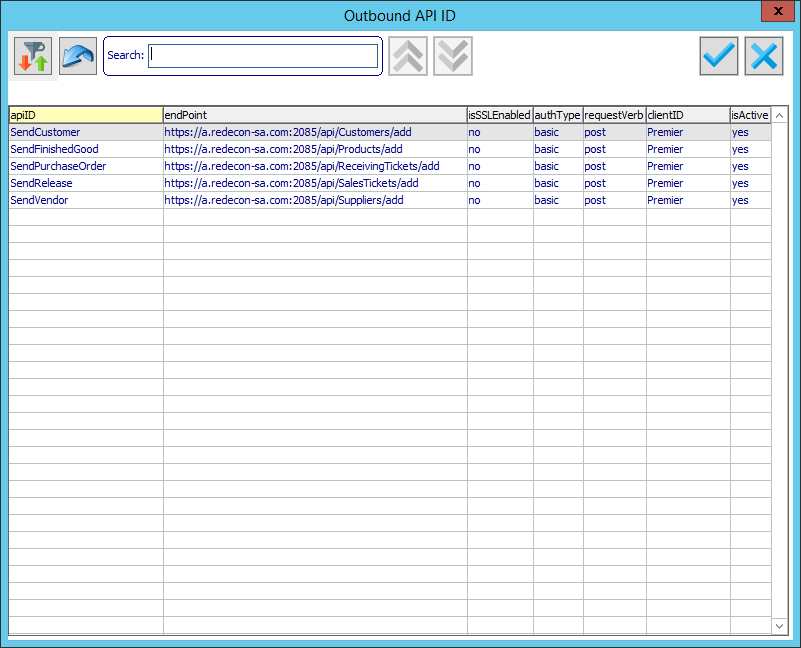 Outbound API ID
x
Search:
apiID endPoint isSSLEnabled authType requestVerb clientID isActive
SendCustomer https://a.redecon-sa.com:2085/api/Customers/add no basic post Premier yes
SendFinishedGood https://a.redecon-sa.com:2085/api/Products/add no basic post Premier yes
SendPurchaseOrder https://a.redecon-sa.com:2085/api/ReceivingTickets/add no basic post Premier yes
SendRelease https://a.redecon-sa.com:2085/api/SalesTickets/add no basic post Premier yes
SendVendor https://a.redecon-sa.com:2085/api/Suppliers/add no basic post Premier yes